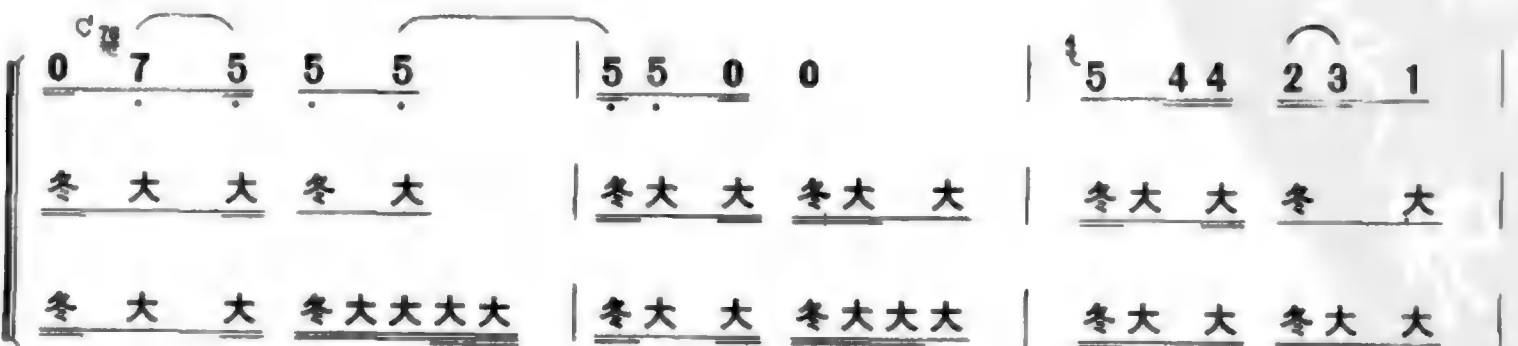 C
0 7 5 5 5 | 5 5 0 0 | 5 4 4 2 3 1 |
冬 大 大 冬 大 | 冬 大 大 冬 大 大 | 冬 大 大 冬 大 |
冬 大 大 冬 大 大 大 大 | 冬 大 大 冬 大 大 大 | 冬 大 大 冬 大 大 |